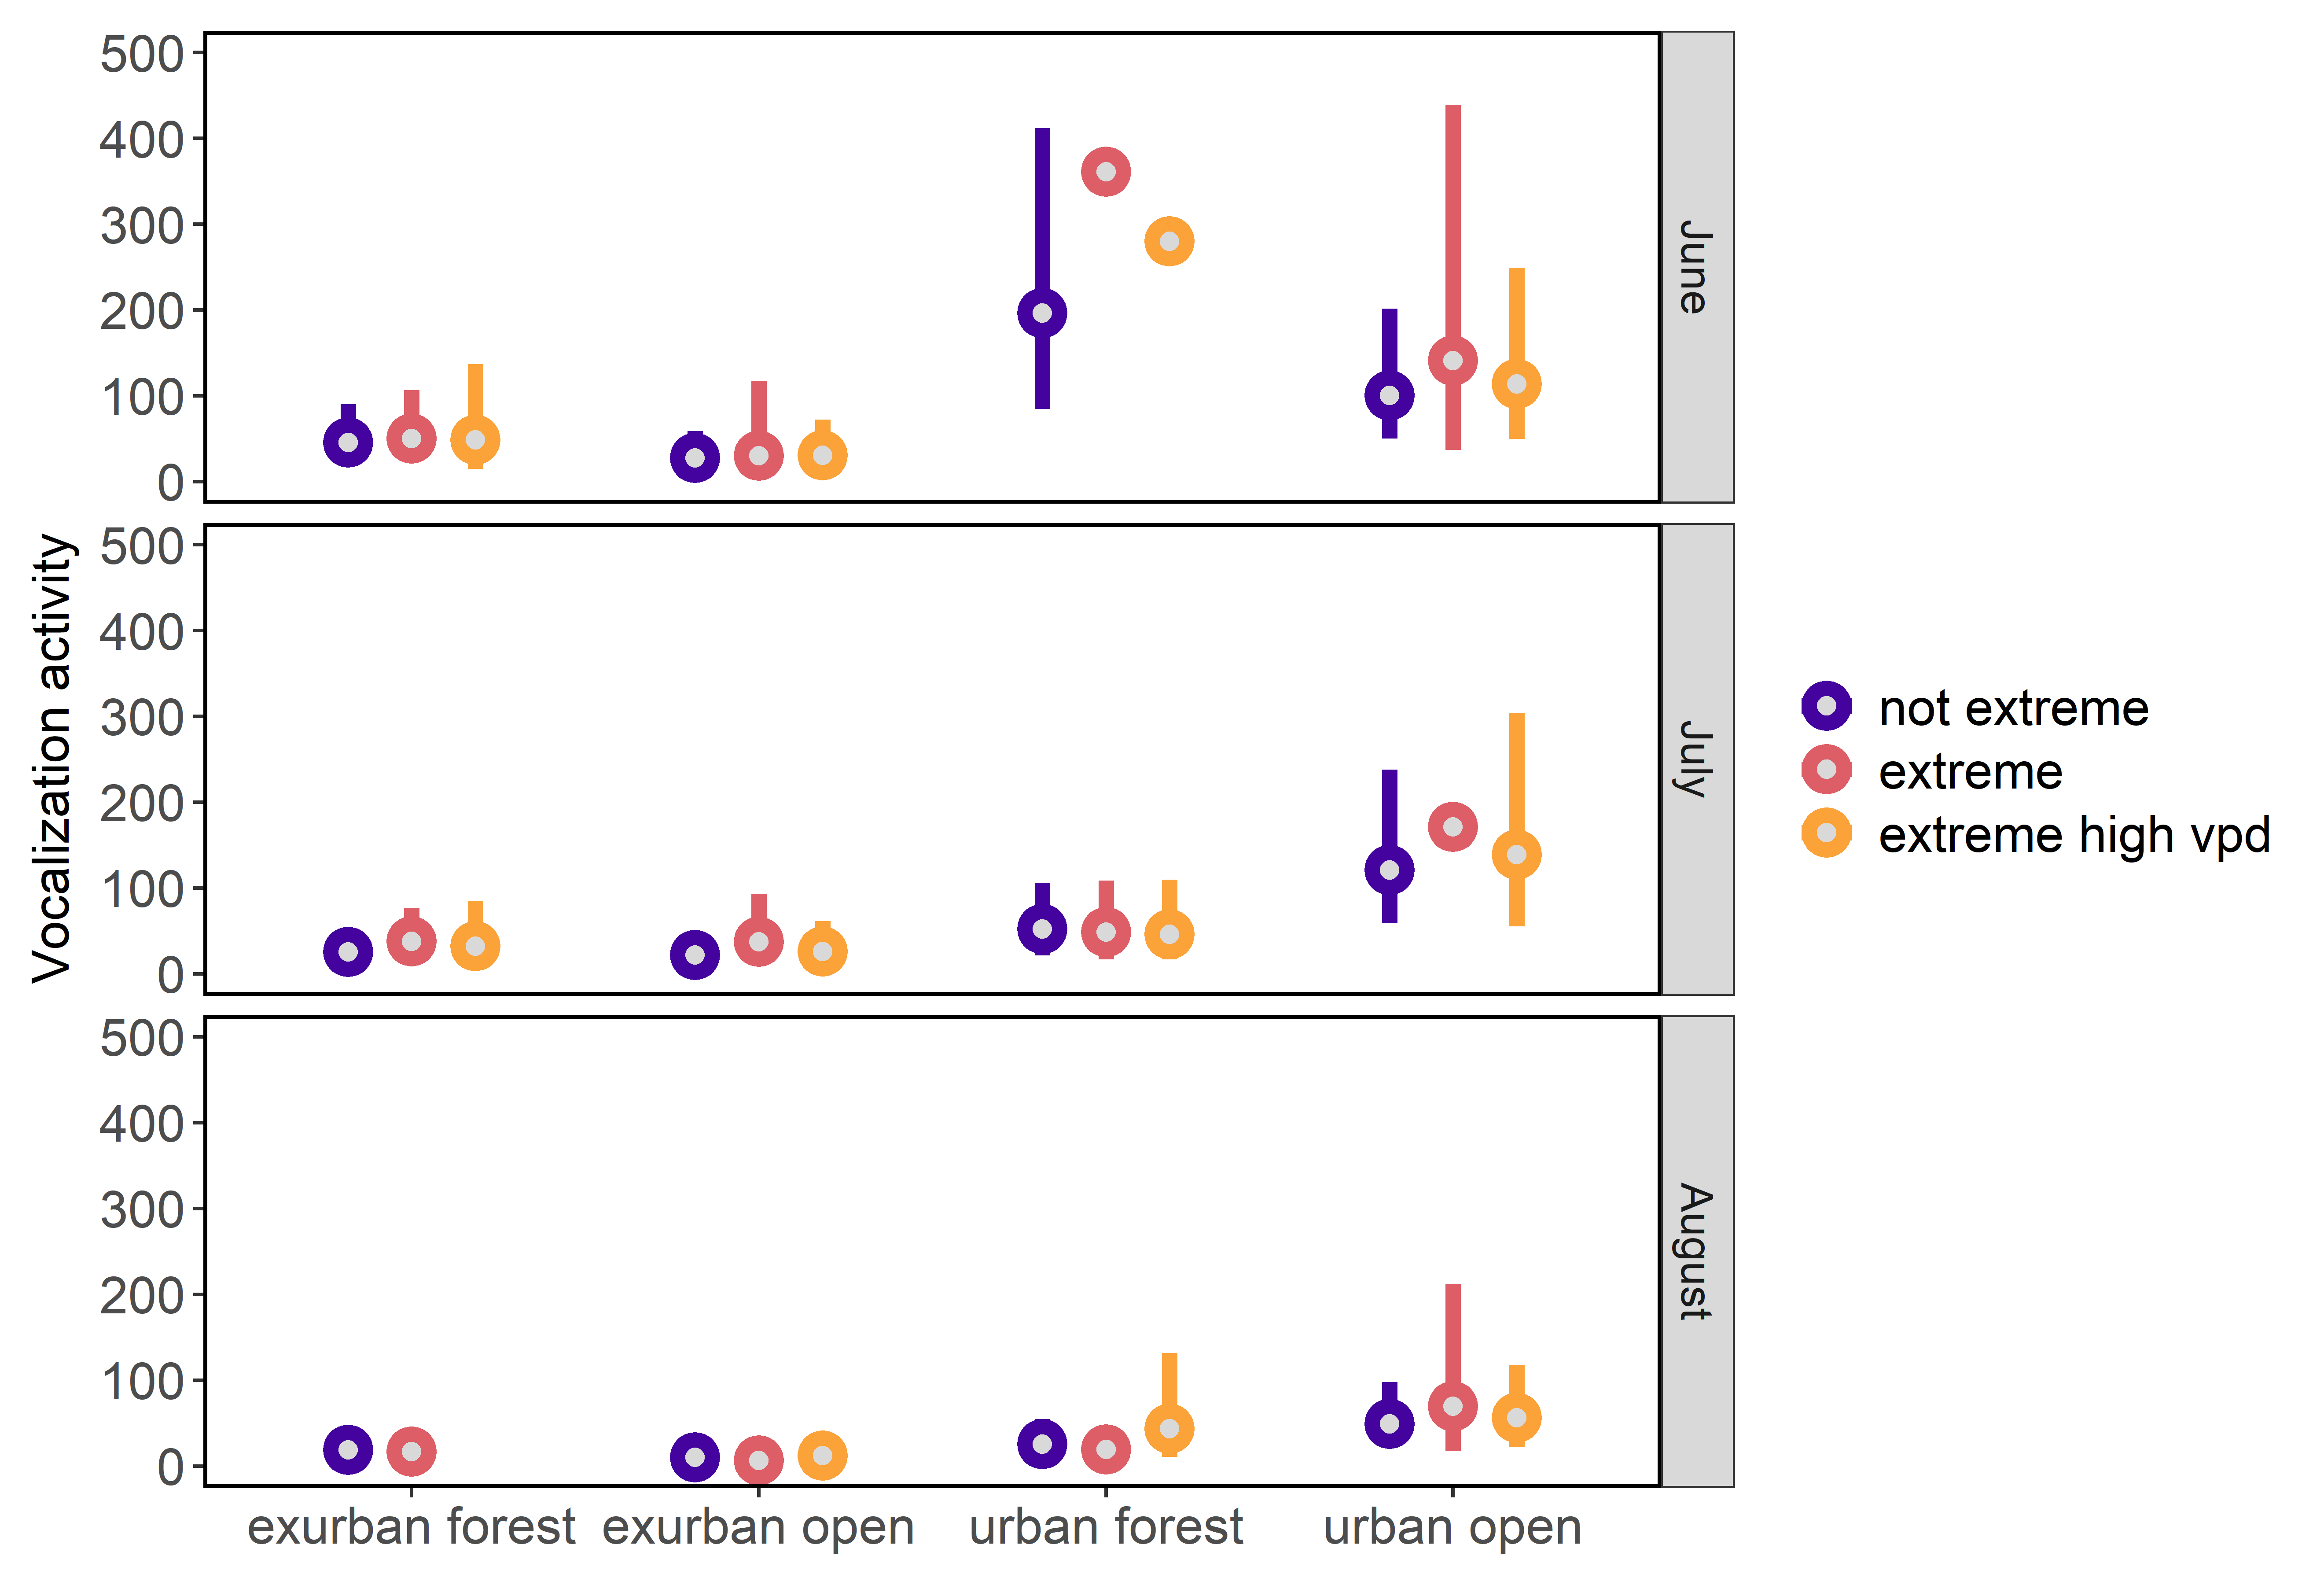 Vocalization activity
500
400
300
200
100
0
June
500
400
300
200
100
0
July
500
400
300
200
100
0
August
exurban forest
exurban open
urban forest
urban open
not extreme
extreme
extreme high vpd